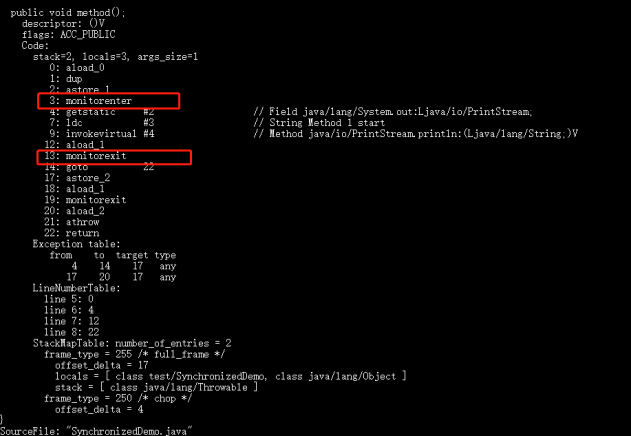 public void method();
descriptor: ()V
flags: ACC_PUBLIC
Code:
stack=2, locals=3, args_size=1
0: aload_0
1: dup
2: astore_1
3: monitorenter
4: getstatic #2 // Field java/lang/System.out:Ljava/io/PrintStream;
7: ldc #3 // String Method 1 start
9: invokevirtual #4 // Method java/io/PrintStream.println:(Ljava/lang/String;)V
12: aload_1
13: monitorexit
14: goto 22
17: astore_2
18: aload_1
19: monitorexit
20: aload_2
21: athrow
22: return
Exception table:
from to target type
4 14 17 any
17 20 17 any
LineNumberTable:
line 5: 0
line 6: 4
line 7: 12
line 8: 22
StackMapTable: number_of_entries = 2
frame_type = 255 /* full_frame */
offset_delta = 17
locals = [ class test/SynchronizedDemo, class java/lang/Object ]
stack = [ class java/lang/Throwable ]
frame_type = 250 /* chop */
offset_delta = 4
}
SourceFile: "SynchronizedDemo.java"